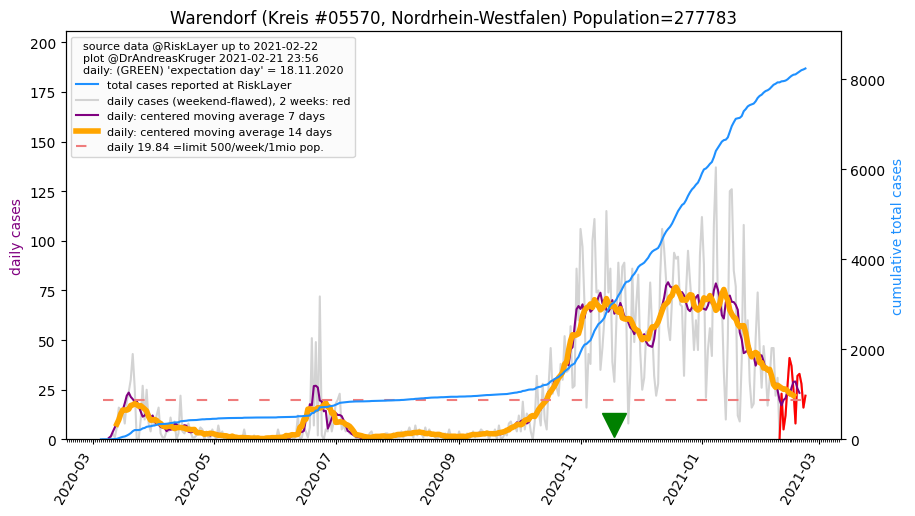 Warendorf (Kreis #05570, Nordrhein-Westfalen) Population=277783
source data @RiskLayer up to 2021-02-22
plot @DrAndreasKruger 2021-02-21 23:56
daily: (GREEN) 'expectation day' = 18.11.2020
total cases reported at RiskLayer
daily cases (weekend-flawed), 2 weeks: red
daily: centered moving average 7 days
daily: centered moving average 14 days
daily 19.84 =limit 500/week/1mio pop.
daily cases
200
175
150
125
100
75
50
25
0
8000
6000
4000
2000
0
cumulative total cases
2020-03
2020-05
2020-07
2020-09
2020-11
2021-01
2021-03